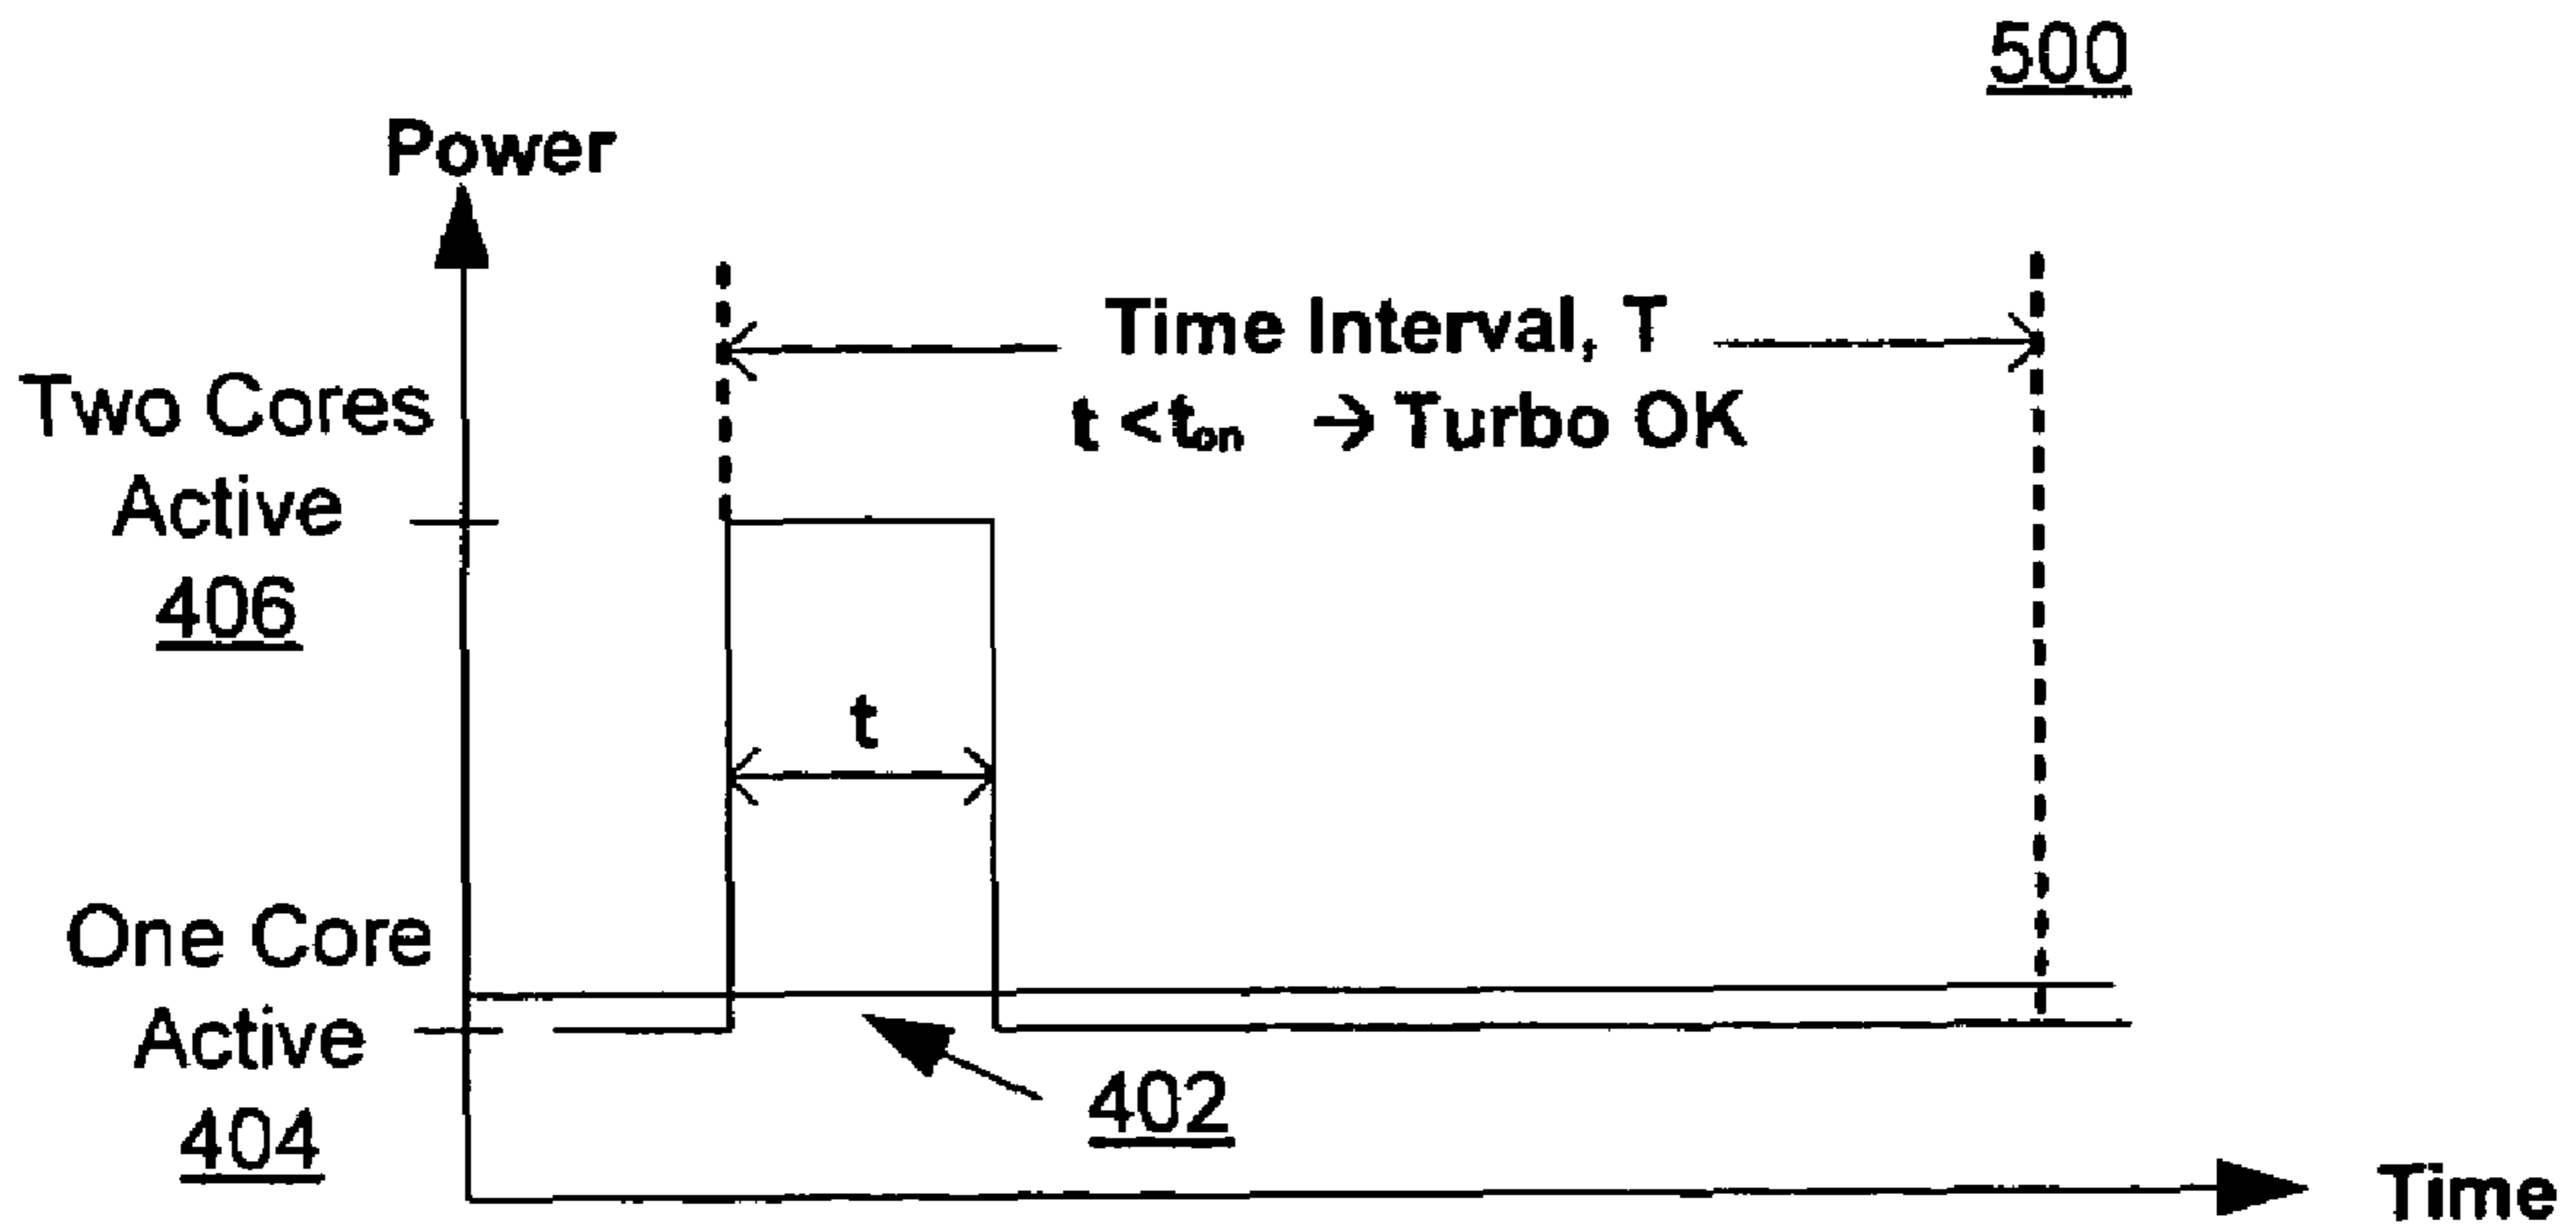 500
Power
Time Interval, T
t < ton → Turbo OK
Two Cores
Active
406
t
One Core
Active
404
402
Time